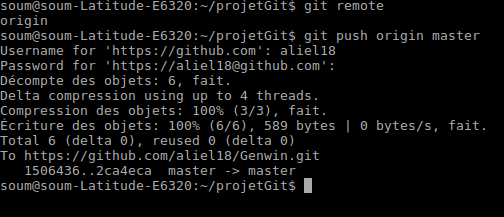 soum@soum-Latitude-E6320:~/projetGit$ git remote
origin
soum@soum-Latitude-E6320:~/projetGit$ git push origin master
Username for 'https://github.com': aliel18
Password for 'https://aliel18@github.com':
Décompte des objets: 6, fait.
Delta compression using up to 4 threads.
Compression des objets: 100% (3/3), fait.
Écriture des objets: 100% (6/6), 589 bytes | 0 bytes/s, fait.
Total 6 (delta 0), reused 0 (delta 0)
To https://github.com/aliel18/Genwin.git
   1506436..2ca4eca  master -> master
soum@soum-Latitude-E6320:~/projetGit$